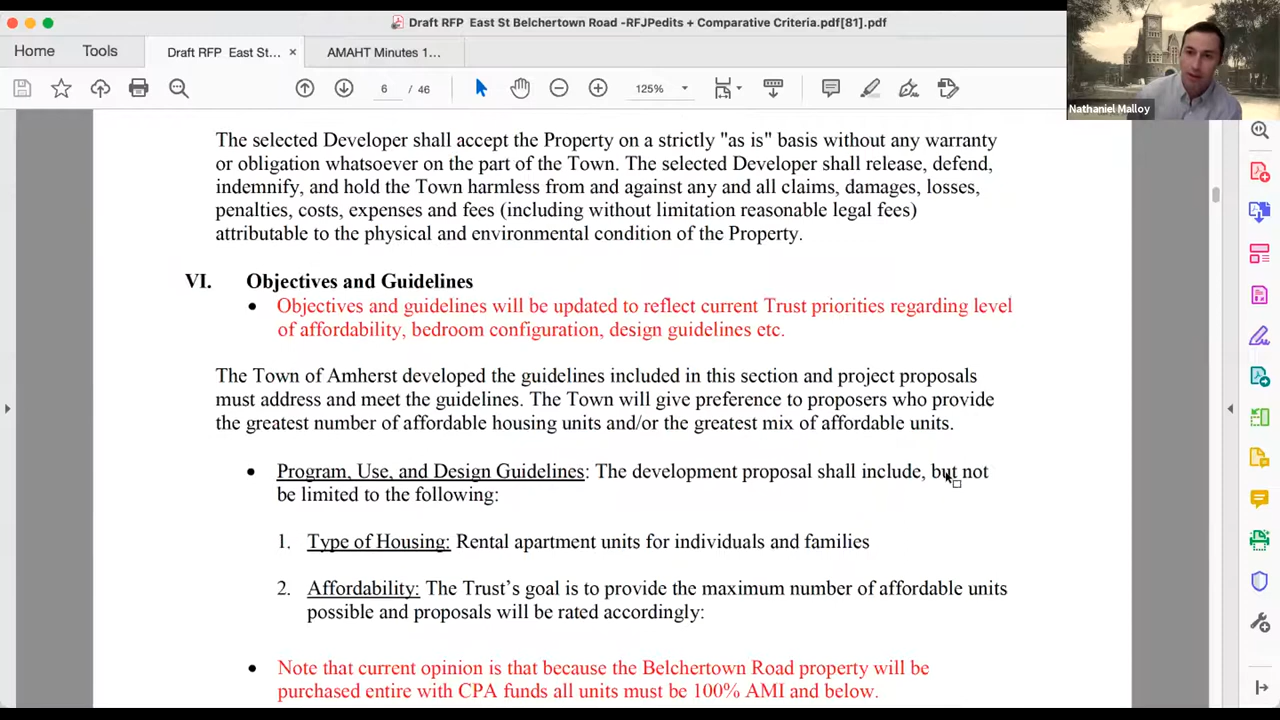 Draft RFP East St Belchertown Road -RFJPedits + Comparative Criteria.pdf[81].pdf
Home
Tools
Draft RFP East St...
×
AMAHT Minutes 1...
6 / 46
125%
Nathaniel Malloy
The selected Developer shall accept the Property on a strictly "as is" basis without any warranty
or obligation whatsoever on the part of the Town. The selected Developer shall release, defend,
indemnify, and hold the Town harmless from and against any and all claims, damages, losses,
penalties, costs, expenses and fees (including without limitation reasonable legal fees)
attributable to the physical and environmental condition of the Property.
VI. Objectives and Guidelines
• Objectives and guidelines will be updated to reflect current Trust priorities regarding level
of affordability, bedroom configuration, design guidelines etc.
The Town of Amherst developed the guidelines included in this section and project proposals
must address and meet the guidelines. The Town will give preference to proposers who provide
the greatest number of affordable housing units and/or the greatest mix of affordable units.
• Program, Use, and Design Guidelines: The development proposal shall include, but not
be limited to the following:
1. Type of Housing: Rental apartment units for individuals and families
2. Affordability: The Trust's goal is to provide the maximum number of affordable units
possible and proposals will be rated accordingly:
• Note that current opinion is that because the Belchertown Road property will be
purchased entire with CPA funds all units must be 100% AMI and below.